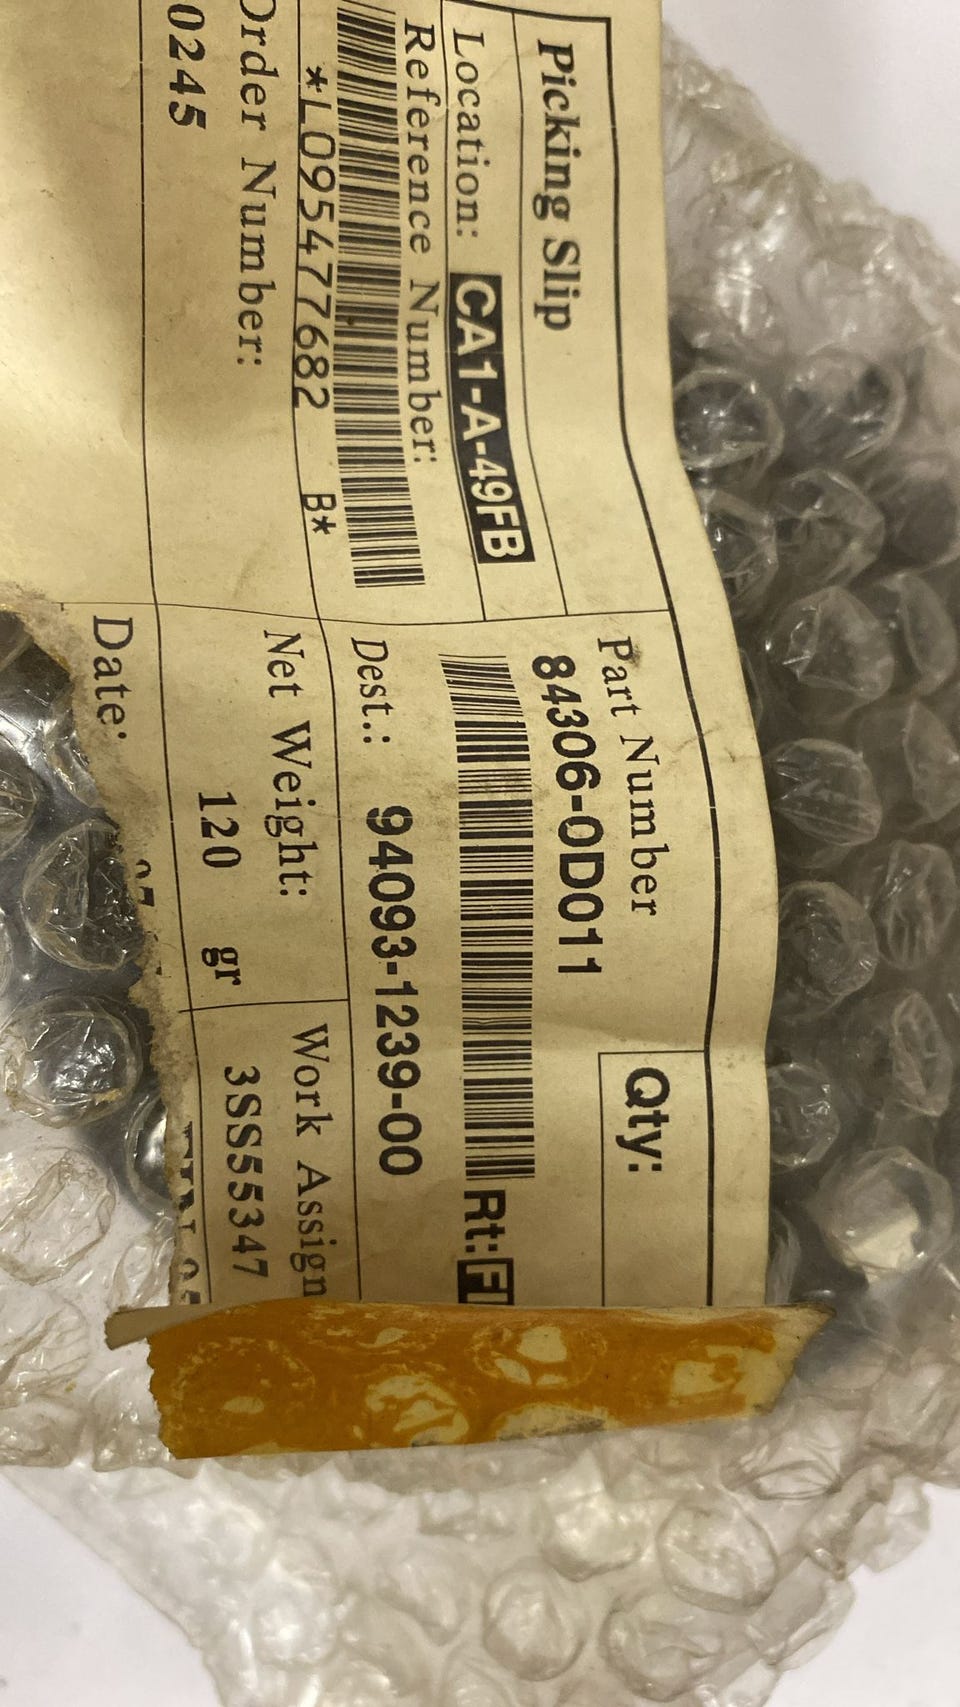 Picking Slip
Location: CA1-A-49FB
Reference Number:
*L095477682 B*
Order Number:
0245
Part Number
84306-0D011
Qty:
Rt:
Dest.: 94093-1239-00
Net Weight:
120 gr
Work Assign
3SS55347
Date: